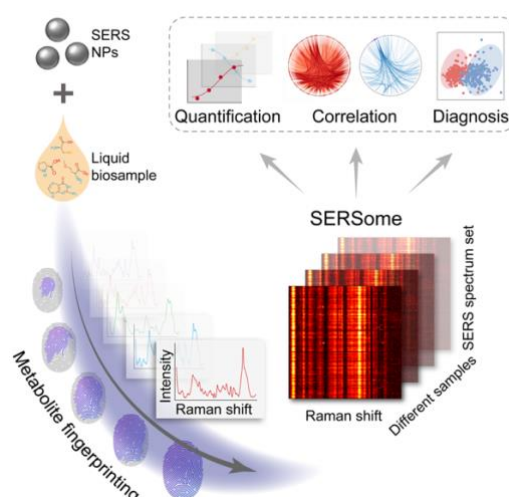 SERS
NPs
+
Liquid
biosample
Quantification
Correlation
Diagnosis
SERSome
SERS spectrum set
Different samples
Raman shift
Intensity
Raman shift
Metabolite fingerprinting